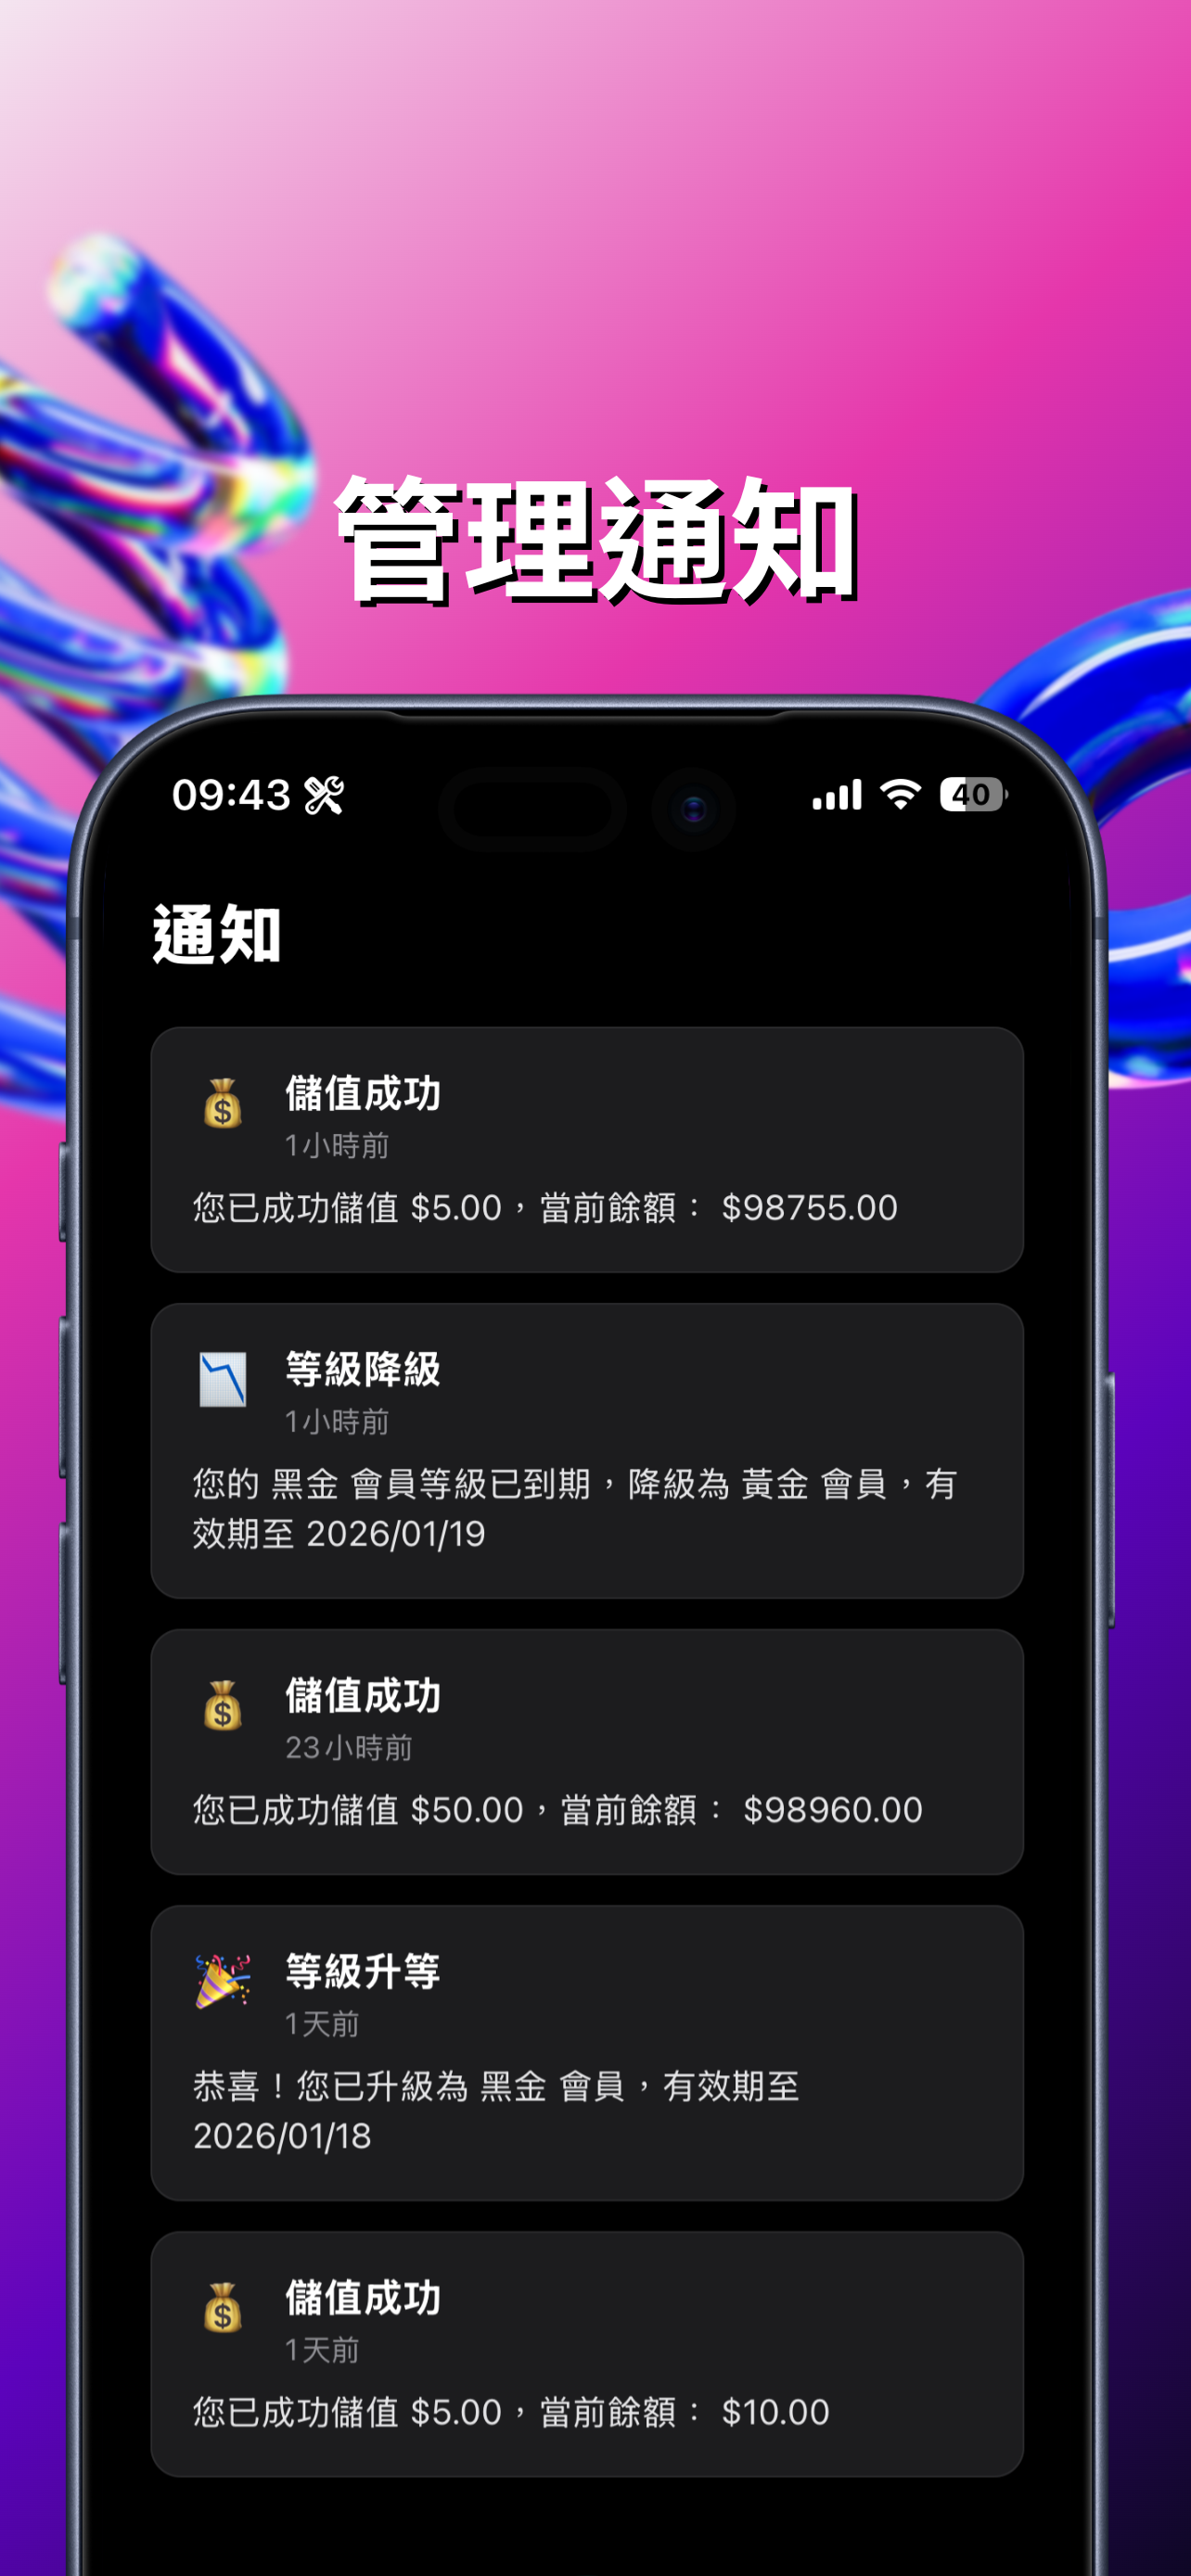 管理通知
09:43
40
通知
儲值成功
1小時前
您已成功儲值 $5.00，當前餘額： $98755.00
等級降級
1小時前
您的 黑金 會員等級已到期，降級為 黃金 會員，有
效期至 2026/01/19
儲值成功
23小時前
您已成功儲值 $50.00，當前餘額： $98960.00
等級升等
1天前
恭喜！您已升級為 黑金 會員，有效期至
2026/01/18
儲值成功
1天前
您已成功儲值 $5.00，當前餘額： $10.00